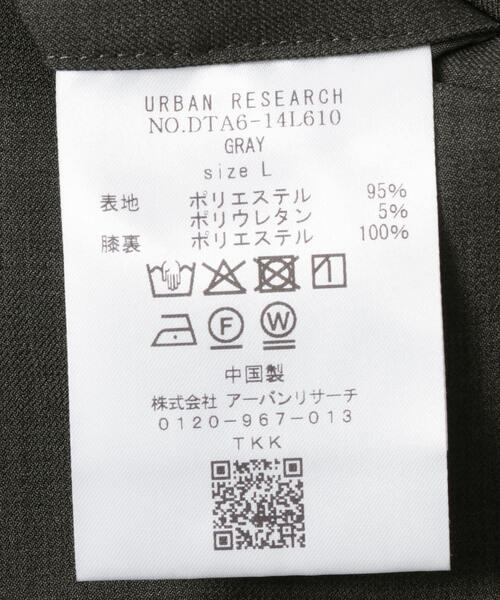 URBAN RESEARCH
NO.DTA6-14L610
GRAY
size L
表地 ポリエステル 95%
ポリウレタン 5%
膝裏 ポリエステル 100%
F W
中国製
株式会社 アーバンリサーチ
0120-967-013
TKK